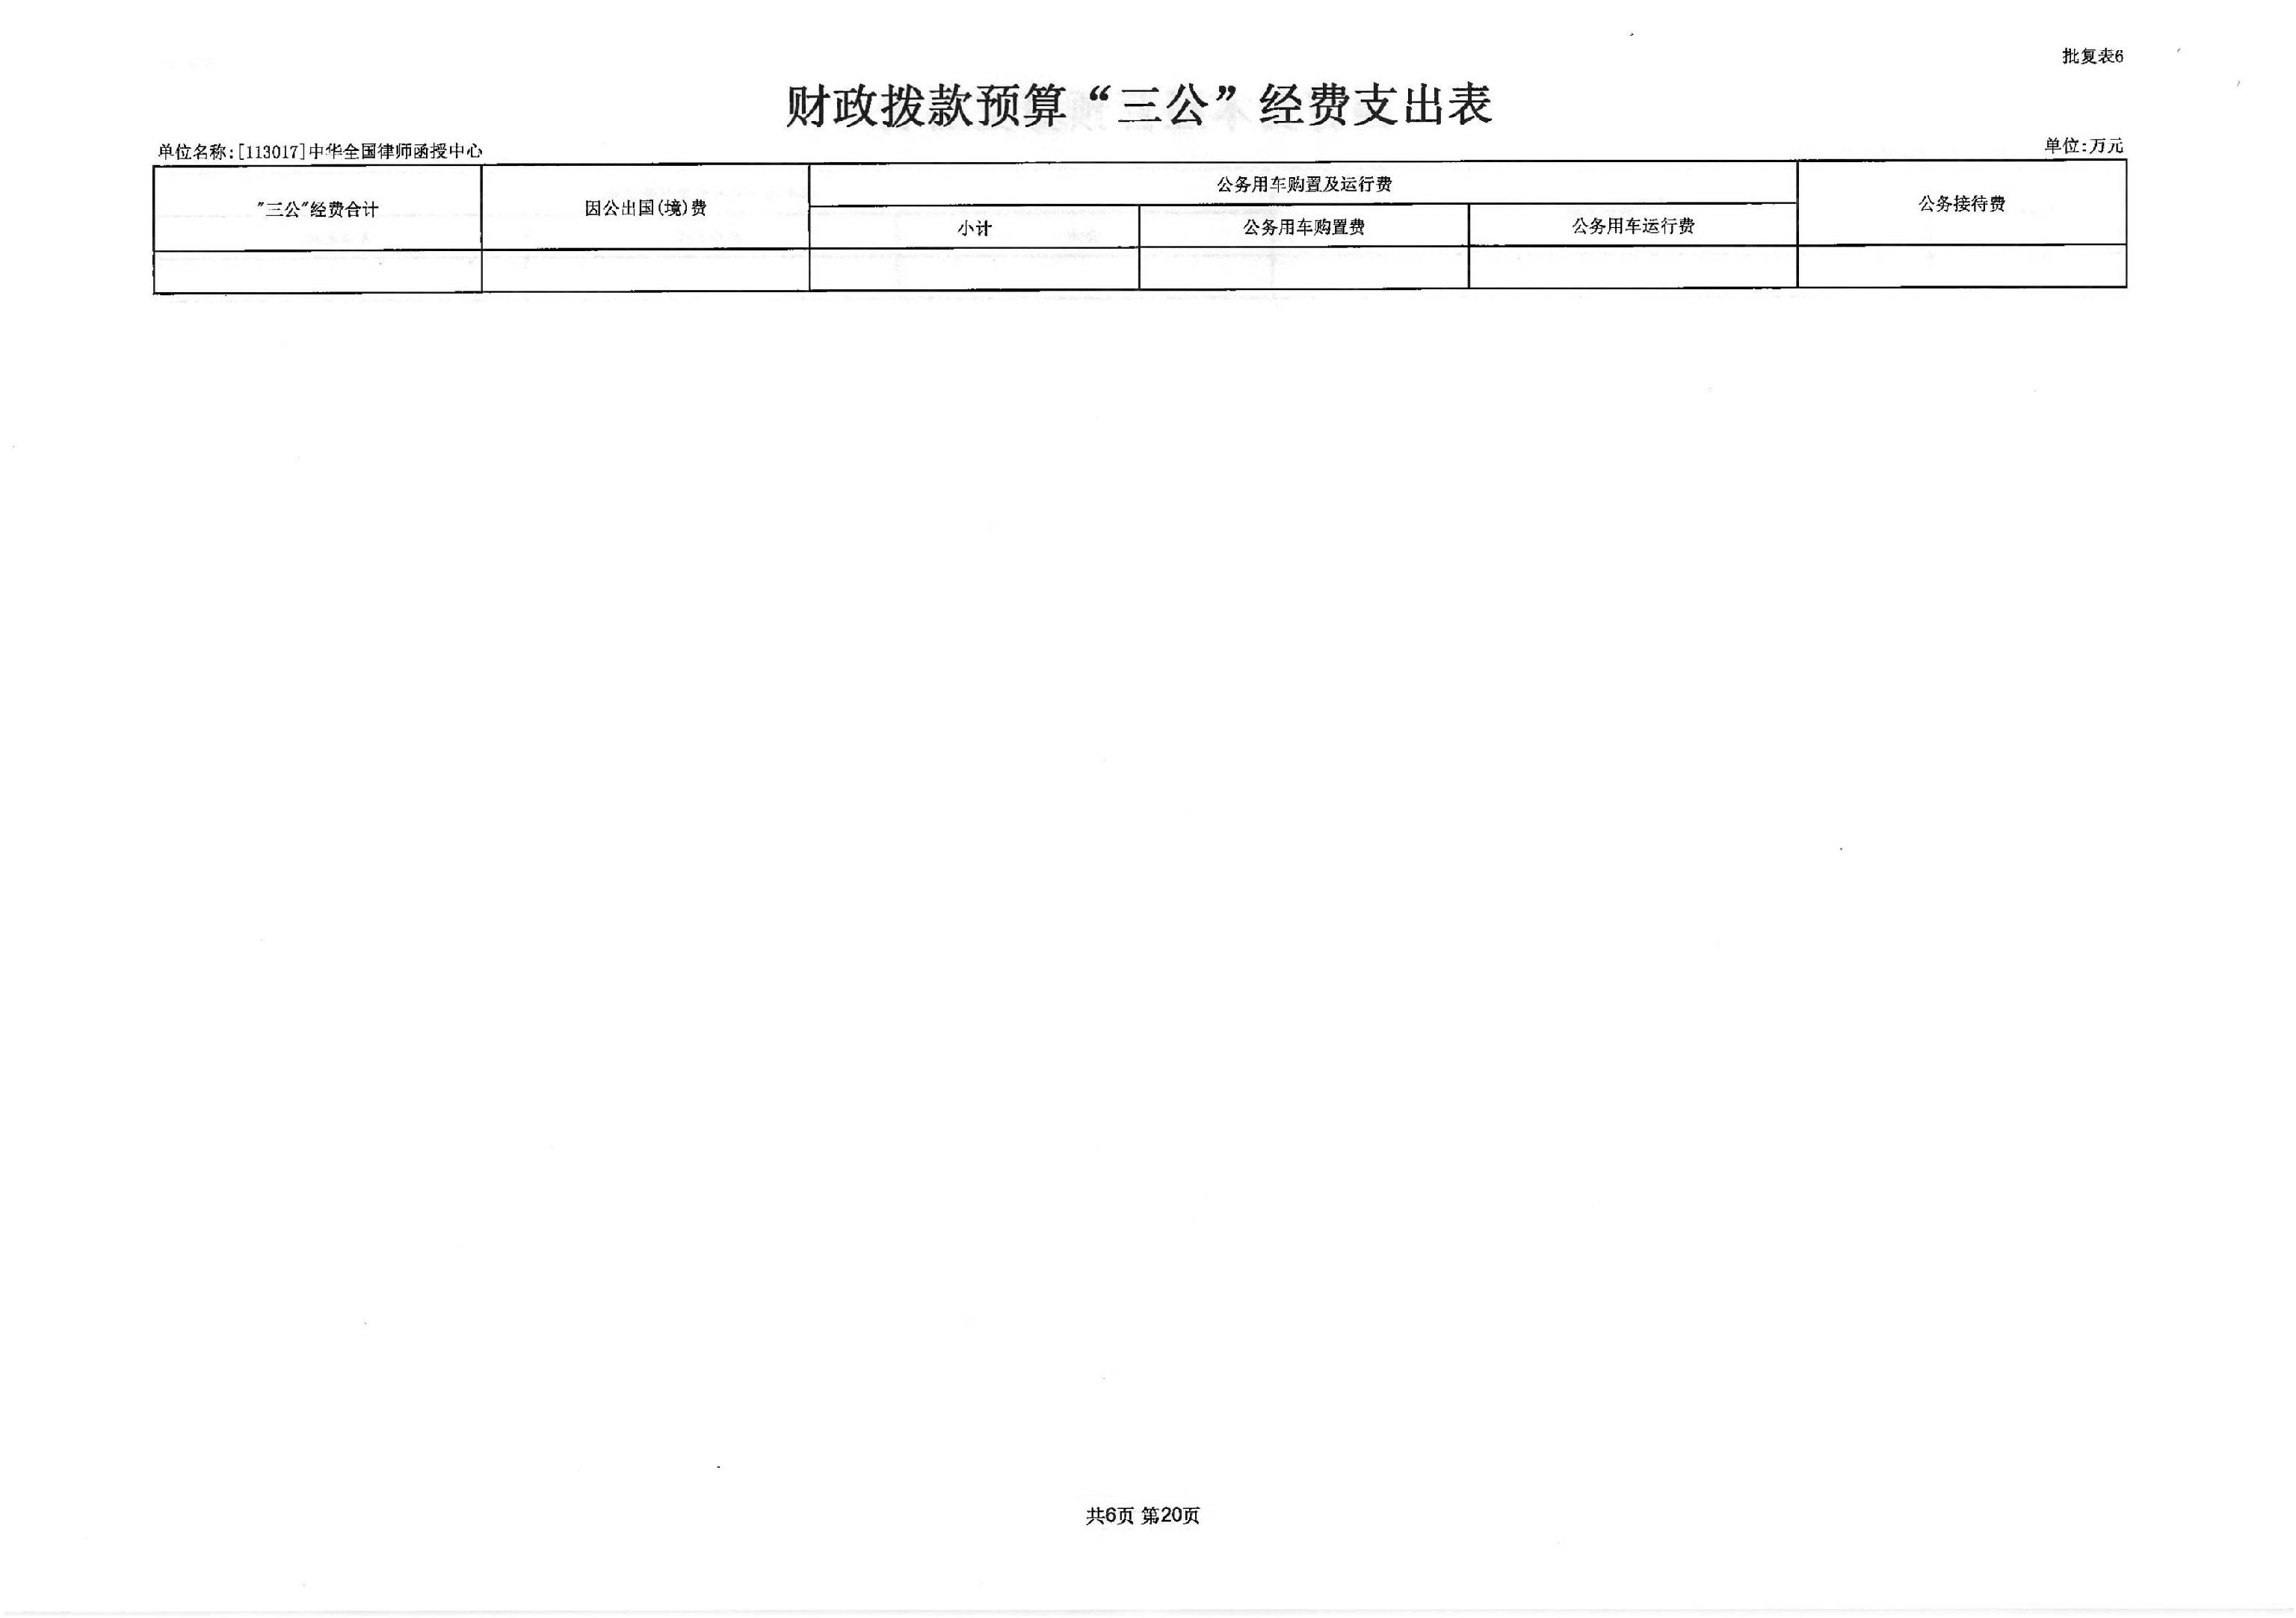 批复表6
财政拨款预算“三公”经费支出表
单位名称:[113017]中华全国律师函授中心
单位:万元
"三公"经费合计
因公出国(境)费
公务用车购置及运行费
公务接待费
小计
公务用车购置费
公务用车运行费
共6页 第20页